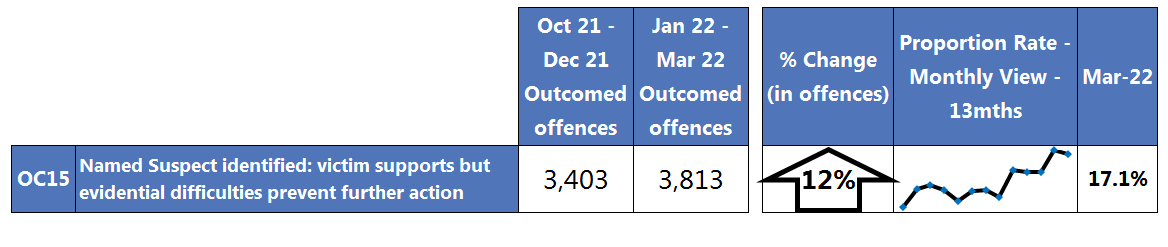 Oct 21 -
Dec 21
Outcomed
offences
Jan 22 -
Mar 22
Outcomed
offences
% Change
(in offences)
Proportion Rate -
Monthly View -
13mths
Mar-22
OC15
Named Suspect identified: victim supports but
evidential difficulties prevent further action
3,403
3,813
12%
17.1%